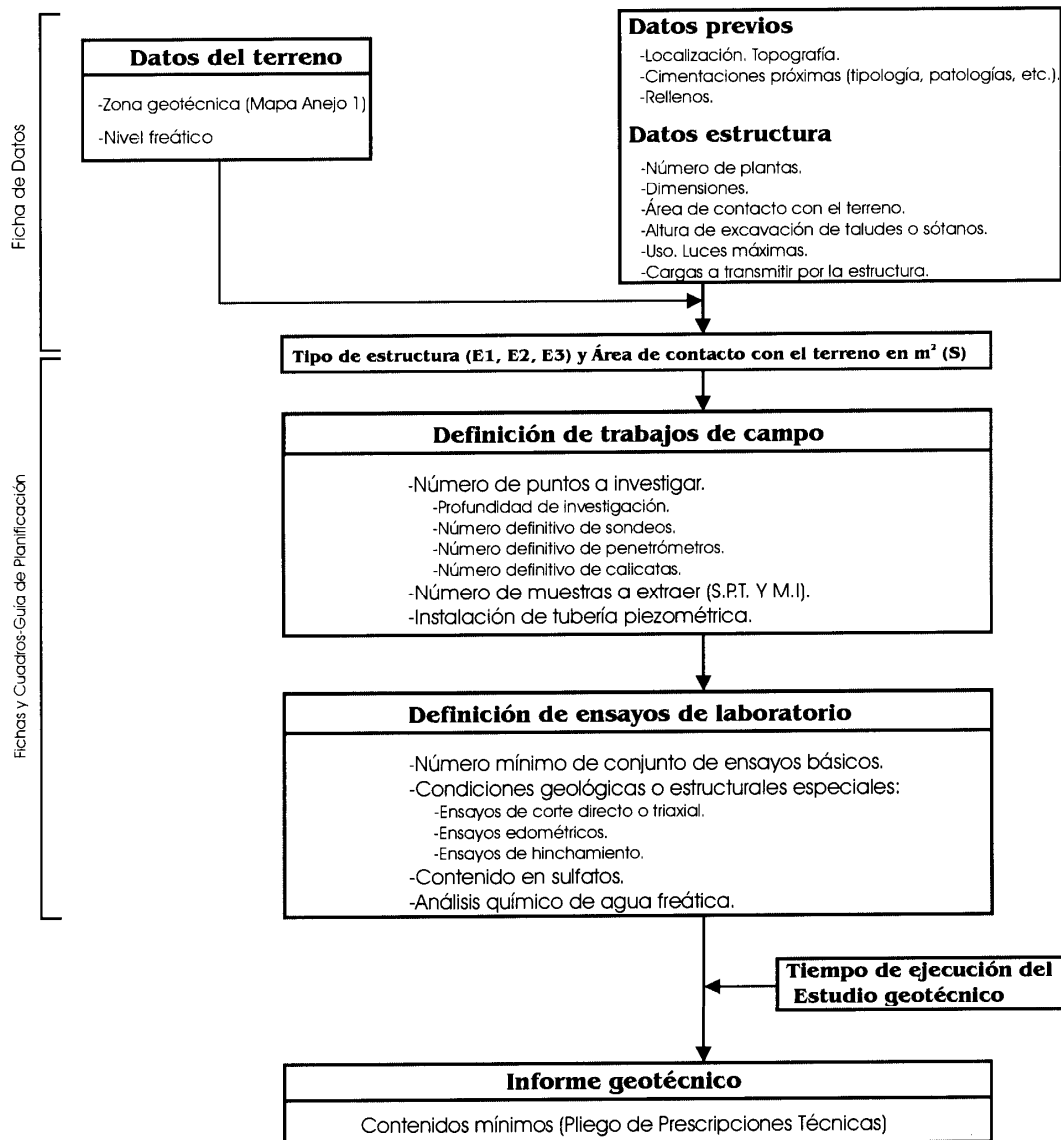 Ficha de Datos
Datos del terreno
-Zona geotécnica (Mapa Anejo 1)
-Nivel freático
Datos previos
-Localización. Topografía.
-Cimentaciones próximas (tipología, patologías, etc.).
-Rellenos.
Datos estructura
-Número de plantas.
-Dimensiones.
-Área de contacto con el terreno.
-Altura de excavación de taludes o sótanos.
-Uso. Luces máximas.
-Cargas a transmitir por la estructura.
Fichas y Cuadros-Guía de Planificación
Tipo de estructura (E1, E2, E3) y Área de contacto con el terreno en m² (S)
Definición de trabajos de campo
-Número de puntos a investigar.
-Profundidad de investigación.
-Número definitivo de sondeos.
-Número definitivo de penetrómetros.
-Número definitivo de calicatas.
-Número de muestras a extraer (S.P.T. Y M.I).
-Instalación de tubería piezométrica.
Definición de ensayos de laboratorio
-Número mínimo de conjunto de ensayos básicos.
-Condiciones geológicas o estructurales especiales:
-Ensayos de corte directo o triaxial.
-Ensayos edométricos.
-Ensayos de hinchamiento.
-Contenido en sulfatos.
-Análisis químico de agua freática.
Tiempo de ejecución del
Estudio geotécnico
Informe geotécnico
Contenidos mínimos (Pliego de Prescripciones Técnicas)